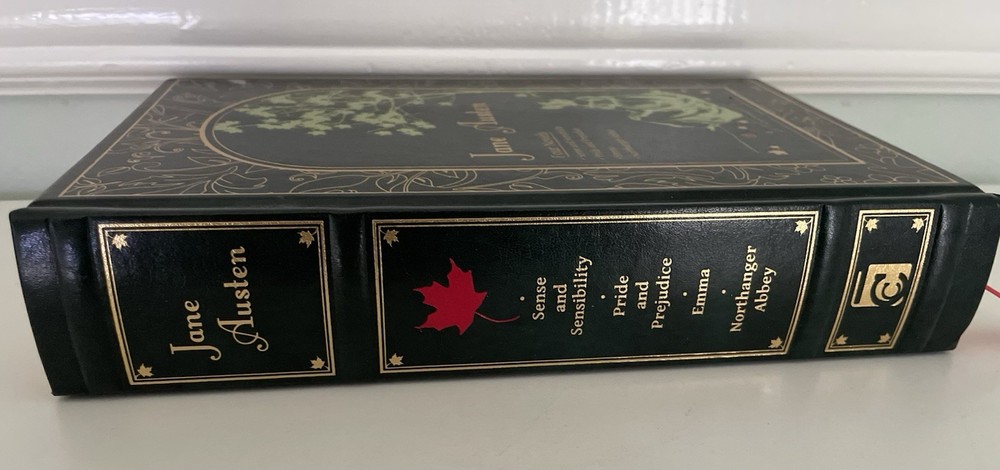 Jane Austen
Jane
Austen
Sense
and
Sensibility
Pride
and
Prejudice
Emma
Northanger
Abbey